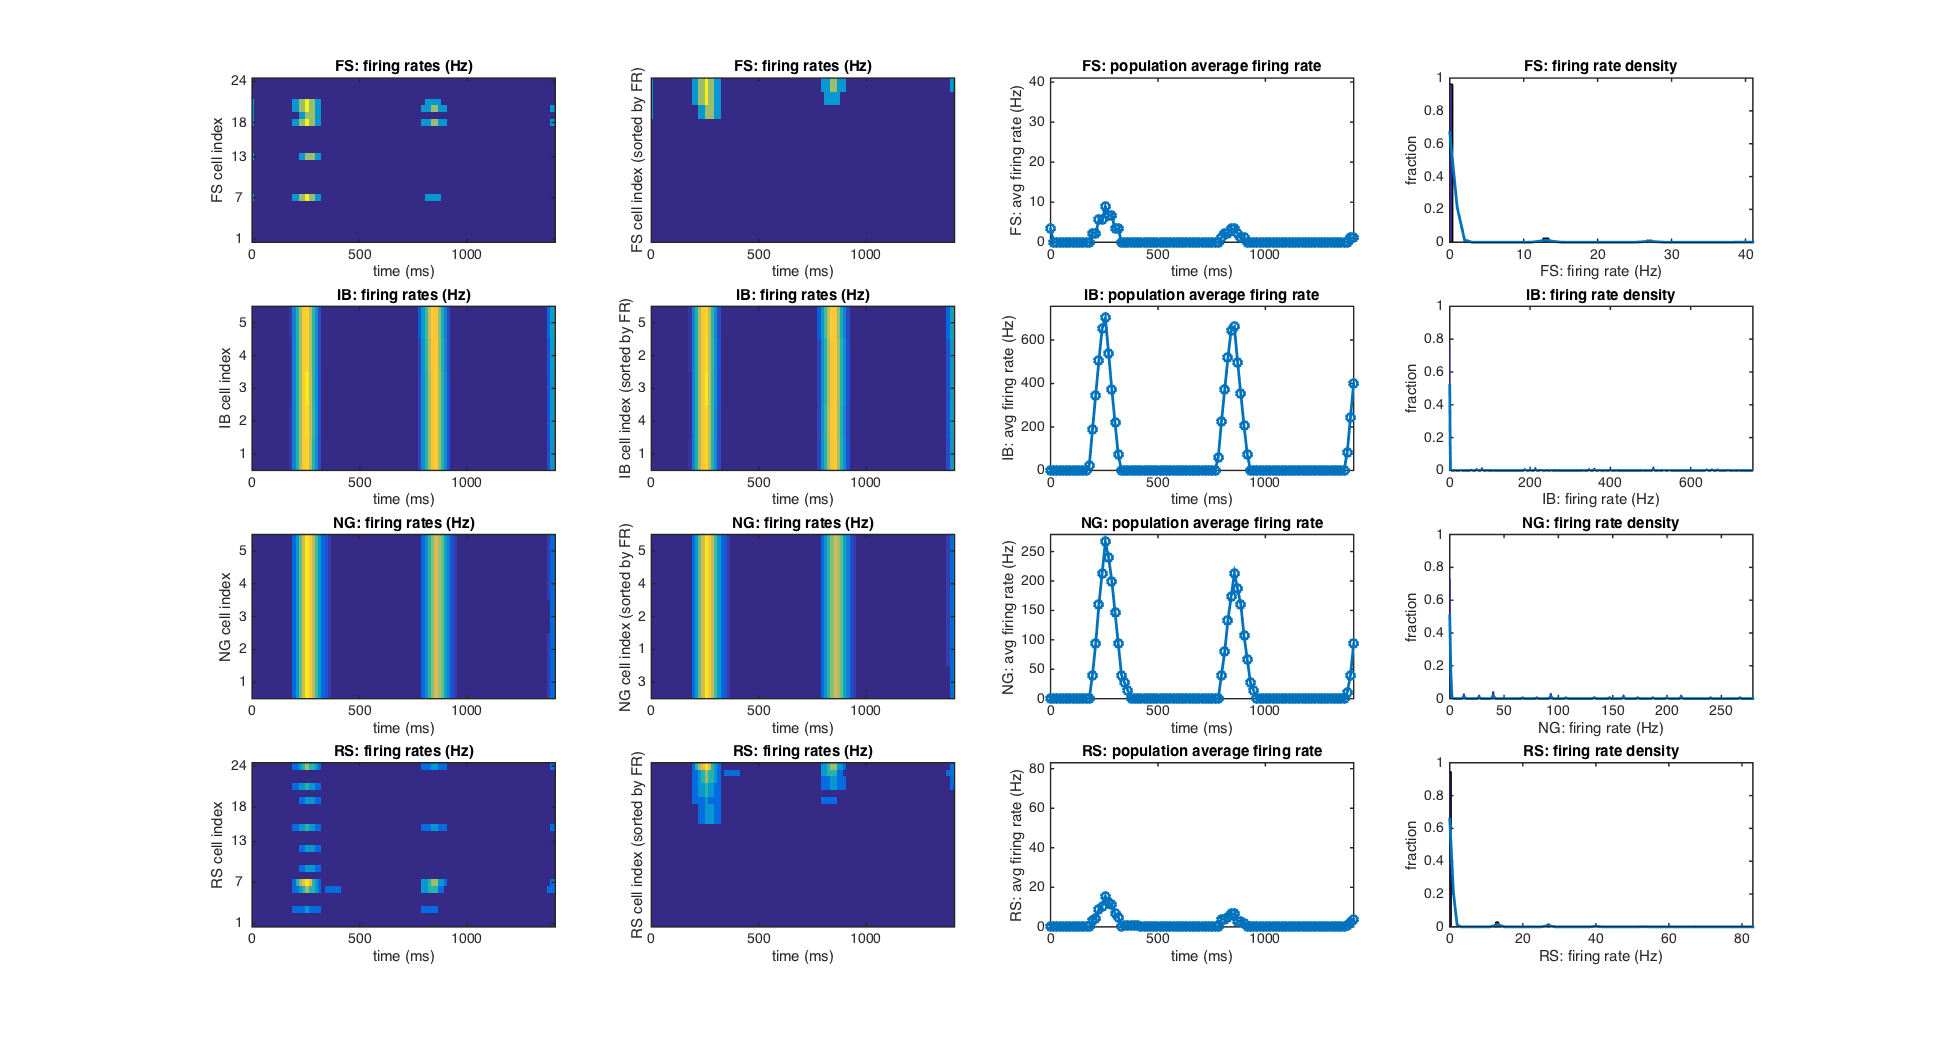 FS: firing rates (Hz)
FS cell index
24
18
13
7
1
0
500
1000
time (ms)
FS: firing rates (Hz)
FS cell index (sorted by FR)
0
500
1000
time (ms)
FS: population average firing rate
FS: avg firing rate (Hz)
40
30
20
10
0
0
500
1000
time (ms)
FS: firing rate density
fraction
1
0.8
0.6
0.4
0.2
0
0
10
20
30
40
FS: firing rate (Hz)
IB: firing rates (Hz)
IB cell index
5
4
3
2
1
0
500
1000
time (ms)
IB: firing rates (Hz)
IB cell index (sorted by FR)
5
2
3
4
1
0
500
1000
time (ms)
IB: population average firing rate
IB: avg firing rate (Hz)
600
400
200
0
0
500
1000
time (ms)
IB: firing rate density
fraction
1
0.8
0.6
0.4
0.2
0
0
200
400
600
IB: firing rate (Hz)
NG: firing rates (Hz)
NG cell index
5
4
3
2
1
0
500
1000
time (ms)
NG: firing rates (Hz)
NG cell index (sorted by FR)
5
4
2
1
3
0
500
1000
time (ms)
NG: population average firing rate
NG: avg firing rate (Hz)
250
200
150
100
50
0
0
500
1000
time (ms)
NG: firing rate density
fraction
1
0.8
0.6
0.4
0.2
0
0
50
100
150
200
250
NG: firing rate (Hz)
RS: firing rates (Hz)
RS cell index
24
18
13
7
1
0
500
1000
time (ms)
RS: firing rates (Hz)
RS cell index (sorted by FR)
0
500
1000
time (ms)
RS: population average firing rate
RS: avg firing rate (Hz)
80
60
40
20
0
0
500
1000
time (ms)
RS: firing rate density
fraction
1
0.8
0.6
0.4
0.2
0
0
20
40
60
80
RS: firing rate (Hz)